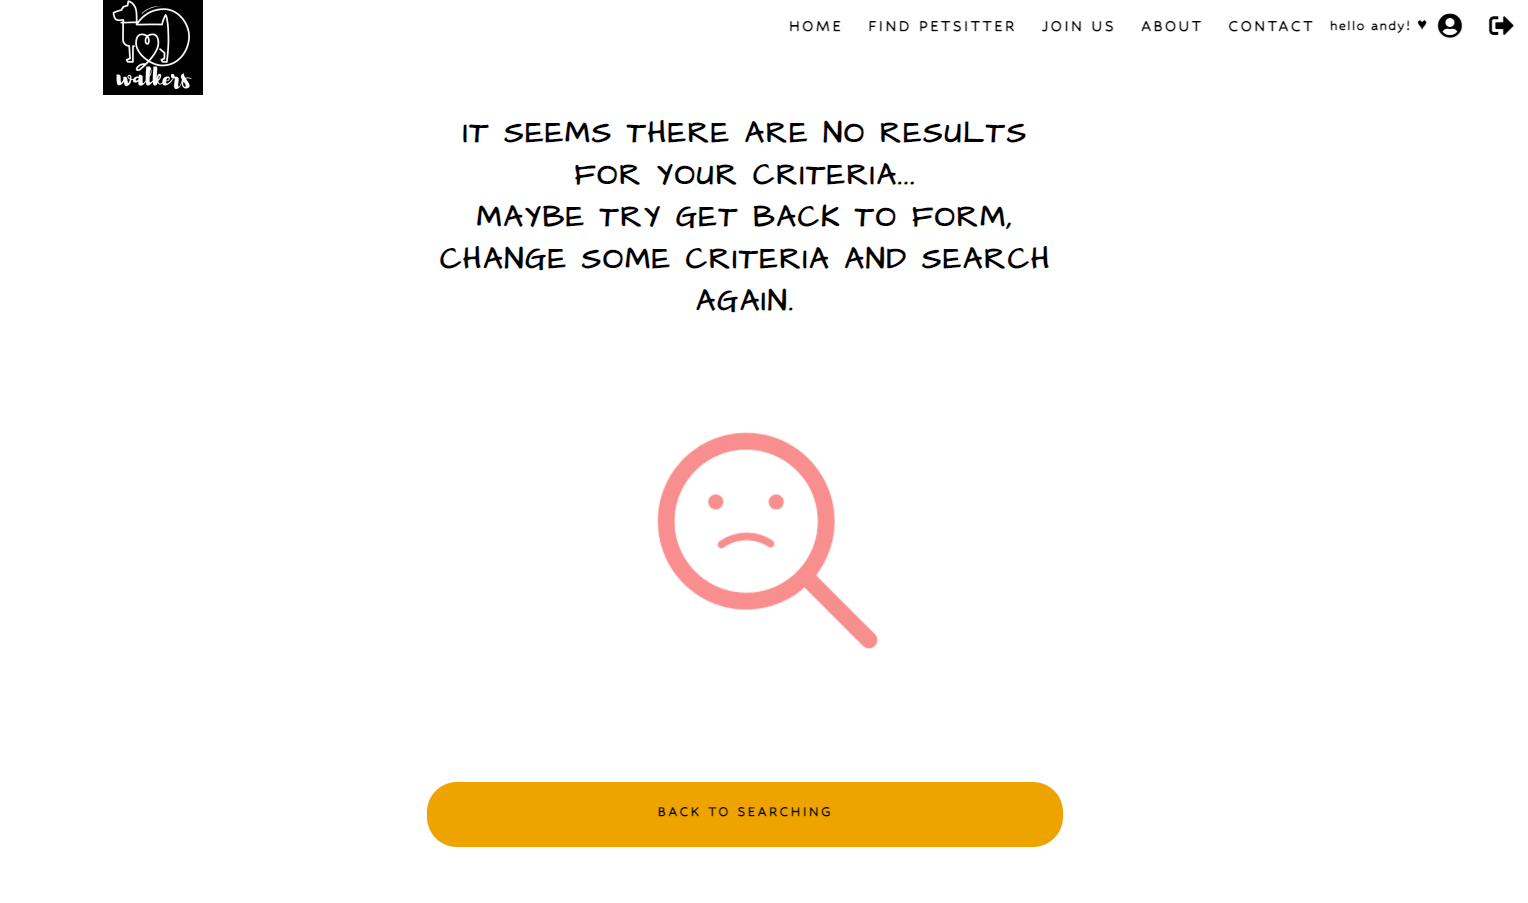 walkers
HOME FIND PETSITTER JOIN US ABOUT CONTACT hello andy! ♥
IT SEEMS THERE ARE NO RESULTS
FOR YOUR CRITERIA...
MAYBE TRY GET BACK TO FORM,
CHANGE SOME CRITERIA AND SEARCH
AGAIN.
BACK TO SEARCHING